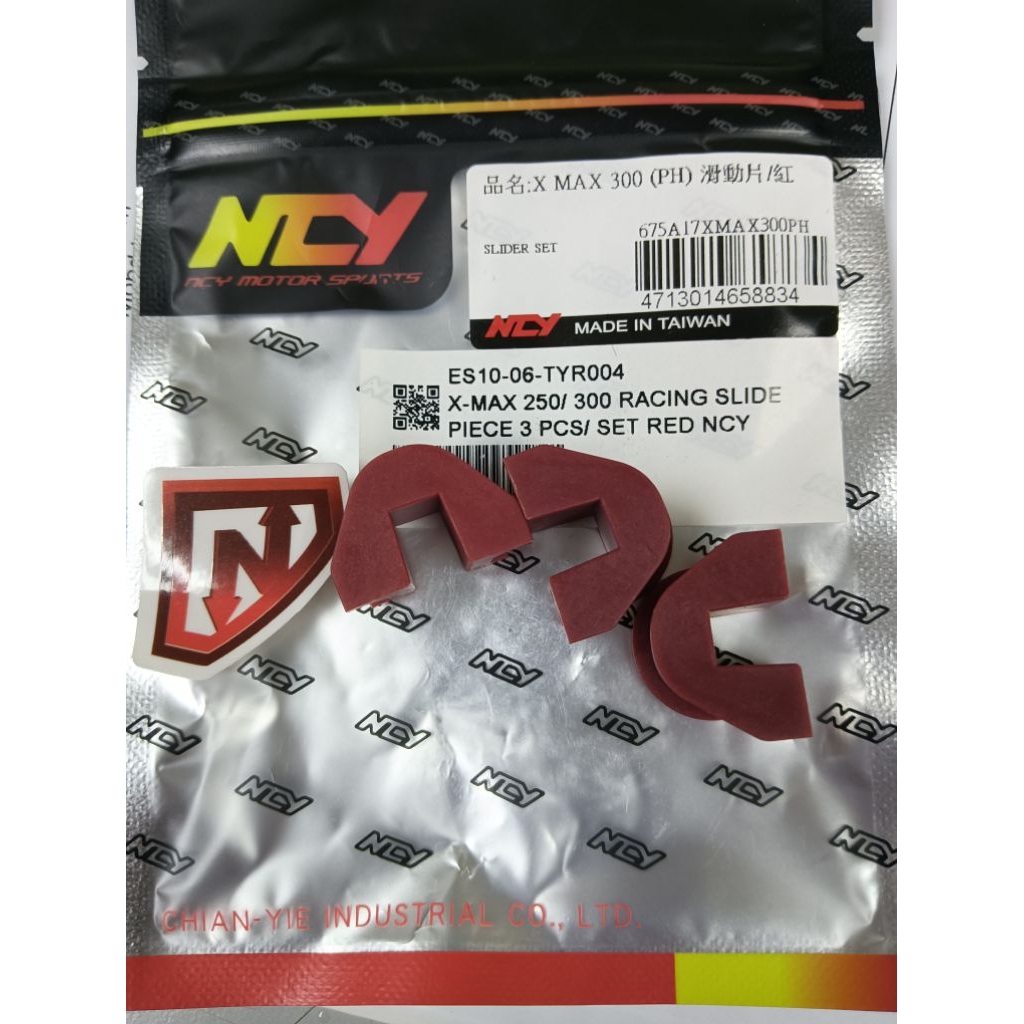 NCY
NCY MOTOR SPORTS
品名:X MAX 300 (PH) 滑動片/紅
675A17XMAX300PH
SLIDER SET
4713014658834
NCY MADE IN TAIWAN
ES10-06-TYR004
X-MAX 250/ 300 RACING SLIDE
PIECE 3 PCS/ SET RED NCY
N
CHIAN-YIE INDUSTRIAL CO., LTD.